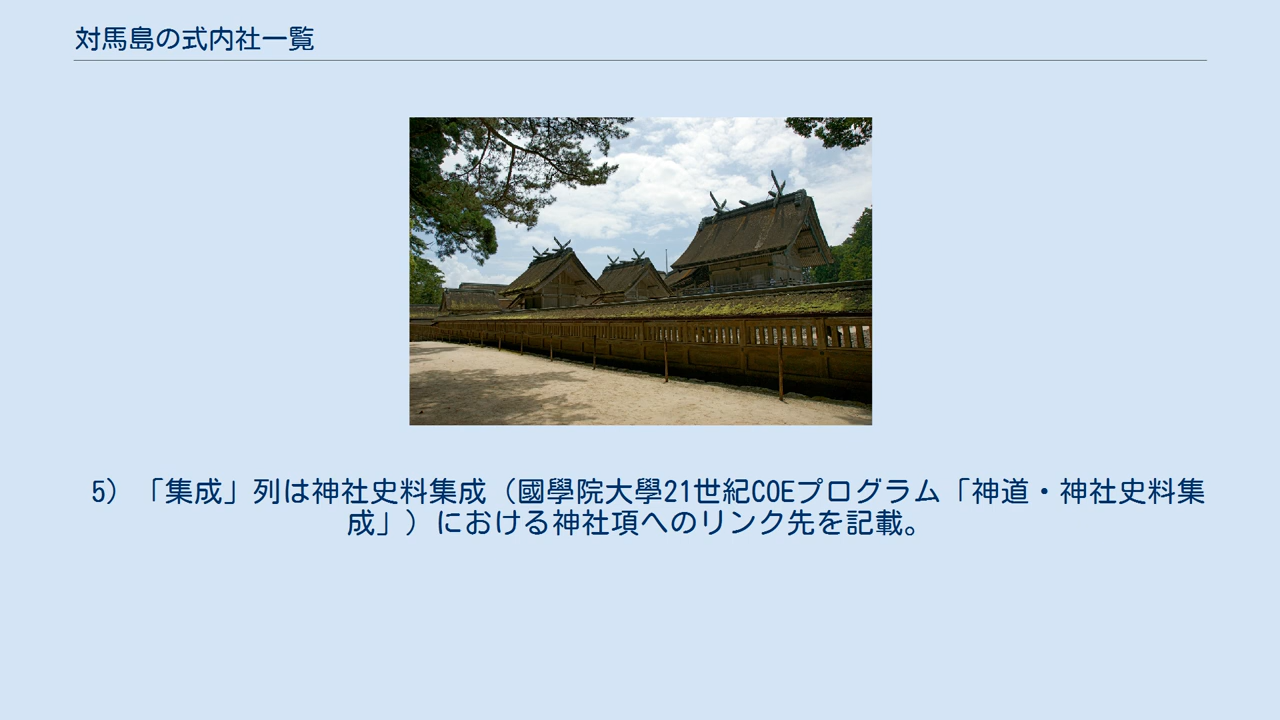 対馬島の式内社一覧
5）「集成」列は神社史料集成（國學院大學21世紀COEプログラム「神道・神社史料集
成」）における神社項へのリンク先を記載。